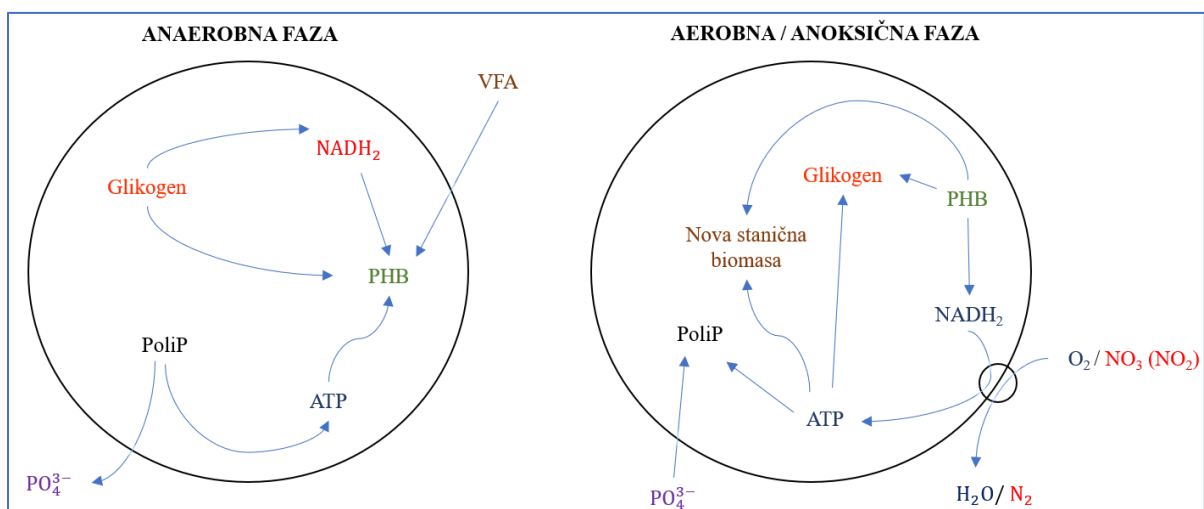 ANAEROBNA FAZA
VFA
NADH₂
Glikogen
PHB
PoliP
ATP
PO₄³⁻
AEROBNA / ANOKSIČNA FAZA
Glikogen
PHB
Nova stanična
biomasa
NADH₂
PoliP
O₂ / NO₃ (NO₂)
ATP
PO₄³⁻
H₂O/ N₂